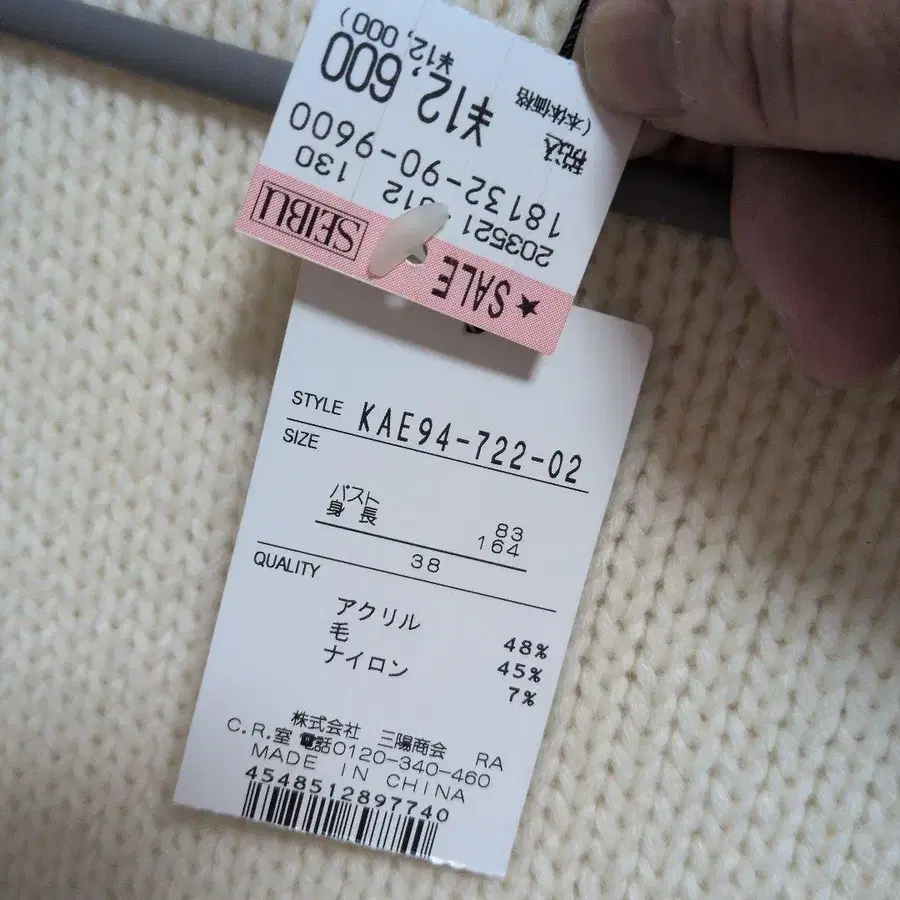 ★SALE SEIBU
18132-90-9600
税込 ¥12,600
(本体価格 ¥12,000)
STYLE KAE94-722-02
SIZE
バスト 83
身長 164
38
QUALITY
アクリル 48%
毛 45%
ナイロン 7%
株式会社 三陽商会 RA
C.R.室 電話0120-340-460
MADE IN CHINA
4548512897740